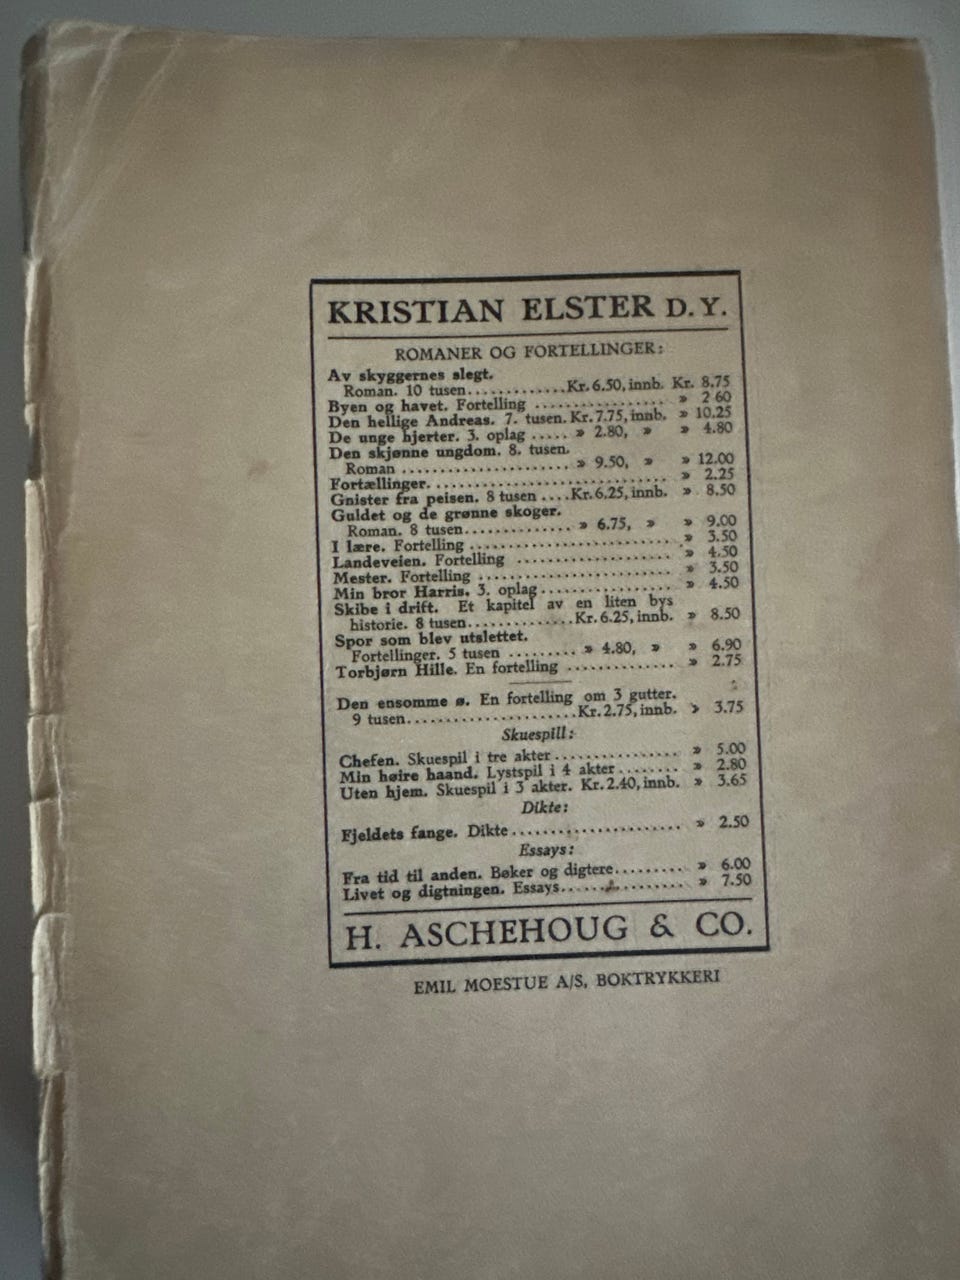 KRISTIAN ELSTER D. Y.
ROMANER OG FORTELLINGER:
Av skyggernes slegt.
Roman. 10 tusen............Kr. 6.50, innb. Kr. 8.75
Byen og havet. Fortelling ................ » 2 60
Den hellige Andreas. 7. tusen. Kr. 7.75, innb. » 10.25
De unge hjerter. 3. oplag ..... » 2.80, » » 4.80
Den skjønne ungdom. 8. tusen.
Roman ..................... » 9.50, » » 12.00
Fortællinger............................... » 2.25
Gnister fra peisen. 8 tusen ....Kr. 6.25, innb. » 8.50
Guldet og de grønne skoger.
Roman. 8 tusen.............. » 6.75, » » 9.00
I lære. Fortelling ........................ » 3.50
Landeveien. Fortelling .................... » 4.50
Mester. Fortelling ........................ » 3.50
Min bror Harris. 3. oplag ................. » 4.50
Skibe i drift. Et kapitel av en liten bys
historie. 8 tusen.............Kr. 6.25, innb. » 8.50
Spor som blev utslettet.
Fortellinger. 5 tusen ......... » 4.80, » » 6.90
Torbjørn Hille. En fortelling .............. » 2.75
Den ensomme ø. En fortelling om 3 gutter.
9 tusen.....................Kr. 2.75, innb. » 3.75
Skuespill:
Chefen. Skuespil i tre akter ............... » 5.00
Min høire haand. Lystspil i 4 akter ........ » 2.80
Uten hjem. Skuespil i 3 akter. Kr. 2.40, innb. » 3.65
Dikte:
Fjeldets fange. Dikte ...................... » 2.50
Essays:
Fra tid til anden. Bøker og digtere......... » 6.00
Livet og digtningen. Essays................. » 7.50
H. ASCHEHOUG & CO.
EMIL MOESTUE A/S, BOKTRYKKERI